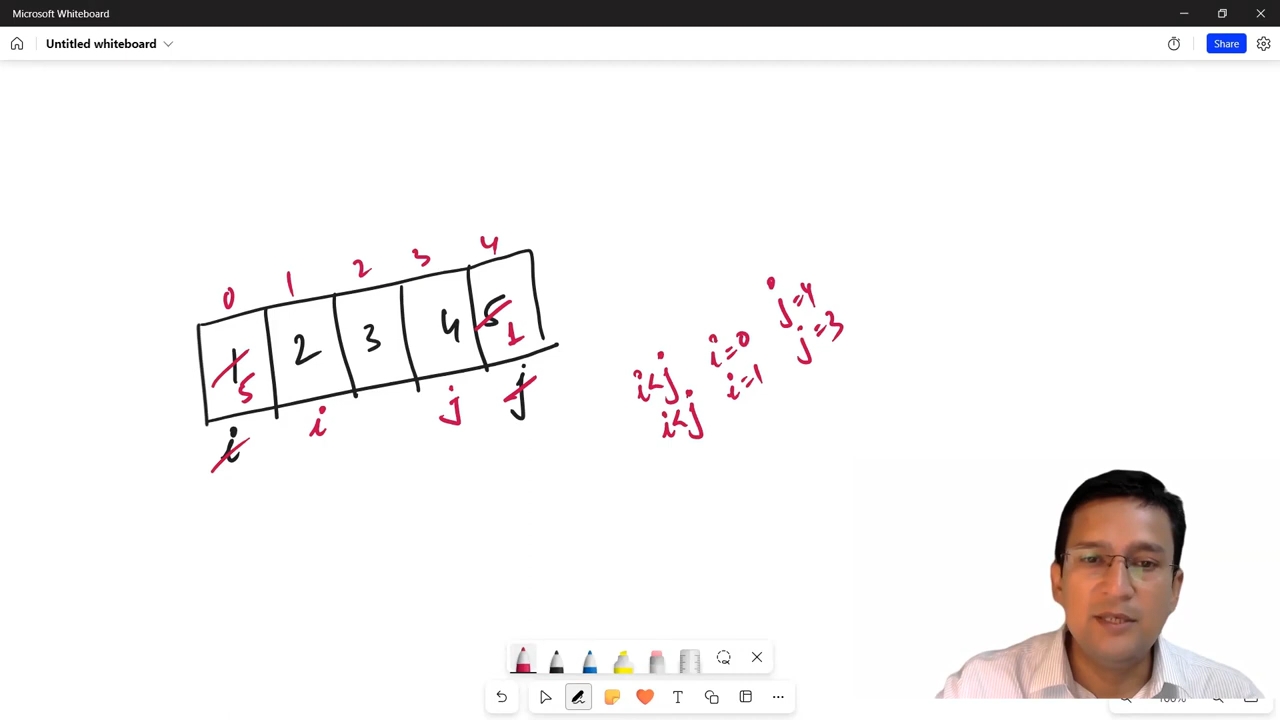 Microsoft Whiteboard
Untitled whiteboard
Share
0 1 2 3 4
1 2 3 4 5
5 1
i i j j
i<j i=0 j=4
i<j i=1 j=3